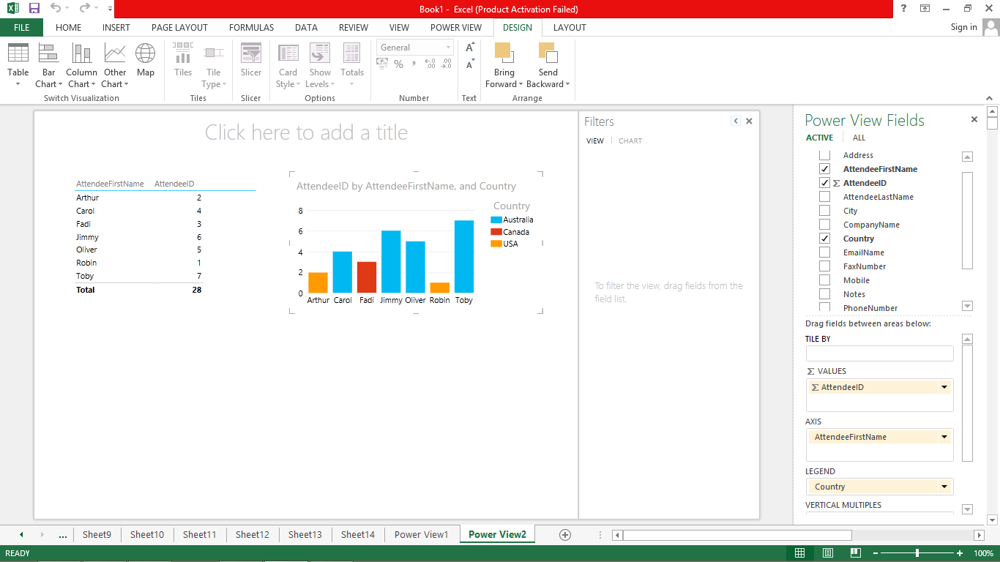 Book1 - Excel (Product Activation Failed)
?
FILE HOME INSERT PAGE LAYOUT FORMULAS DATA REVIEW VIEW POWER VIEW DESIGN LAYOUT Sign in
Table
Bar Chart
Column Chart
Other Chart
Map
Switch Visualization
Tiles
Tile Type
Tiles
Slicer
Slicer
Card Style
Show Levels
Totals
Options
General
% ,
.00
.0
.00
.0
Number
A
A
Text
Bring Forward
Send Backward
Arrange
Click here to add a title
AttendeeFirstName AttendeeID
Arthur 2
Carol 4
Fadi 3
Jimmy 6
Oliver 5
Robin 1
Toby 7
Total 28
AttendeeID by AttendeeFirstName, and Country
8
6
4
2
0
Arthur Carol Fadi Jimmy Oliver Robin Toby
Country
Australia
Canada
USA
Filters
VIEW CHART
To filter the view, drag fields from the
field list.
Power View Fields
ACTIVE ALL
Address
AttendeeFirstName
Σ AttendeeID
AttendeeLastName
City
CompanyName
Country
EmailName
FaxNumber
Mobile
Notes
PhoneNumber
Drag fields between areas below:
TILE BY
Σ VALUES
Σ AttendeeID
AXIS
AttendeeFirstName
LEGEND
Country
VERTICAL MULTIPLES
... Sheet9 Sheet10 Sheet11 Sheet12 Sheet13 Sheet14 Power View1 Power View2
READY 100%